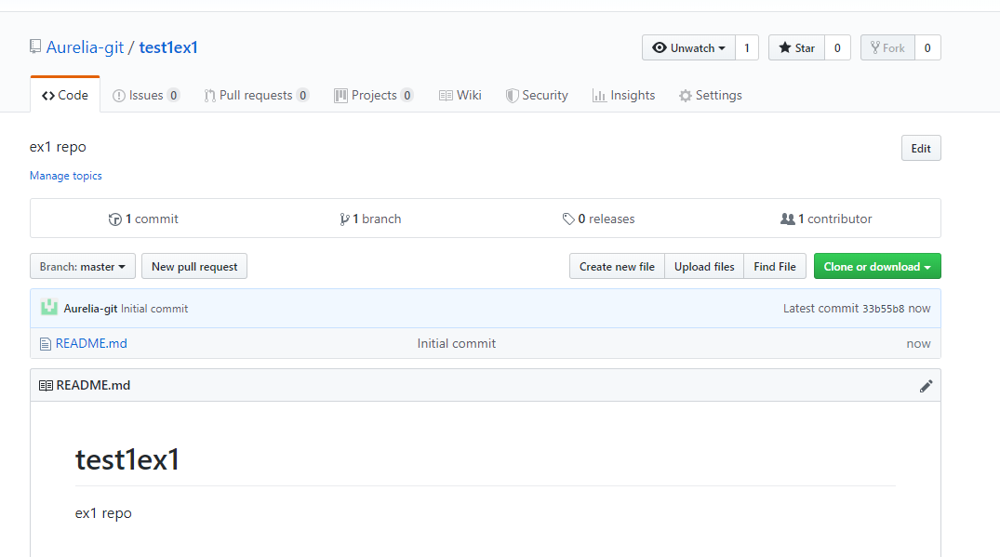 Aurelia-git / test1ex1
Unwatch 1 Star 0 Fork 0
Code Issues 0 Pull requests 0 Projects 0 Wiki Security Insights Settings
ex1 repo
Edit
Manage topics
1 commit 1 branch 0 releases 1 contributor
Branch: master New pull request Create new file Upload files Find File Clone or download
Aurelia-git Initial commit Latest commit 33b55b8 now
README.md Initial commit now
README.md
test1ex1
ex1 repo